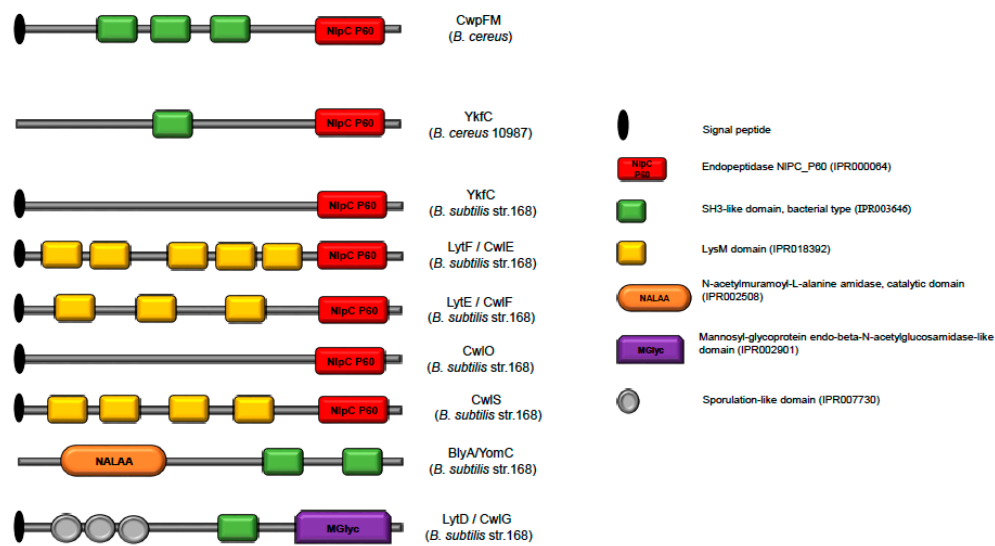 NlpC P60
CwpFM
(B. cereus)
NlpC P60
YkfC
(B. cereus 10987)
NlpC P60
YkfC
(B. subtilis str.168)
NlpC P60
LytF / CwlE
(B. subtilis str.168)
NlpC P60
LytE / CwlF
(B. subtilis str.168)
NlpC P60
CwlO
(B. subtilis str.168)
NlpC P60
CwlS
(B. subtilis str.168)
NALAA
BlyA/YomC
(B. subtilis str.168)
MGlyc
LytD / CwlG
(B. subtilis str.168)
Signal peptide
NlpC
P60
Endopeptidase NIPC_P60 (IPR000064)
SH3-like domain, bacterial type (IPR003646)
LysM domain (IPR018392)
NALAA
N-acetylmuramoyl-L-alanine amidase, catalytic domain
(IPR002508)
MGlyc
Mannosyl-glycoprotein endo-beta-N-acetylglucosamidase-like
domain (IPR002901)
Sporulation-like domain (IPR007730)